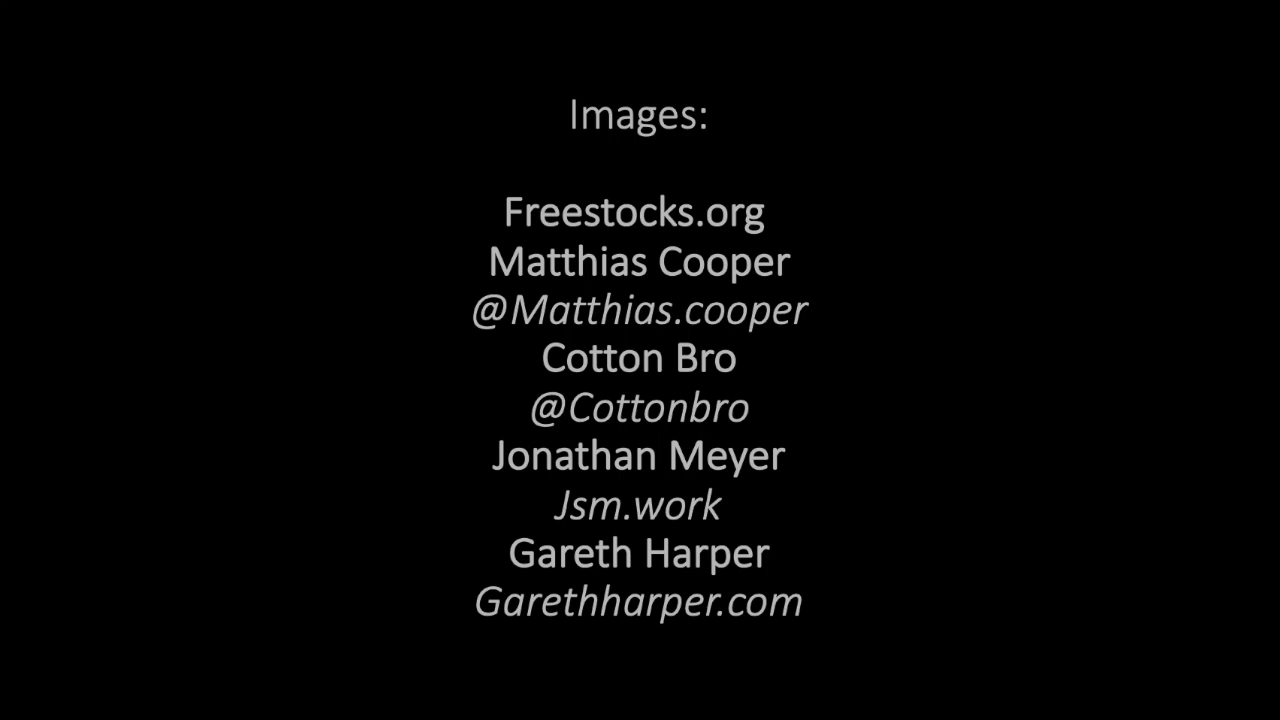 Images:
Freestocks.org
Matthias Cooper
@Matthias.cooper
Cotton Bro
@Cottonbro
Jonathan Meyer
Jsm.work
Gareth Harper
Garethharper.com